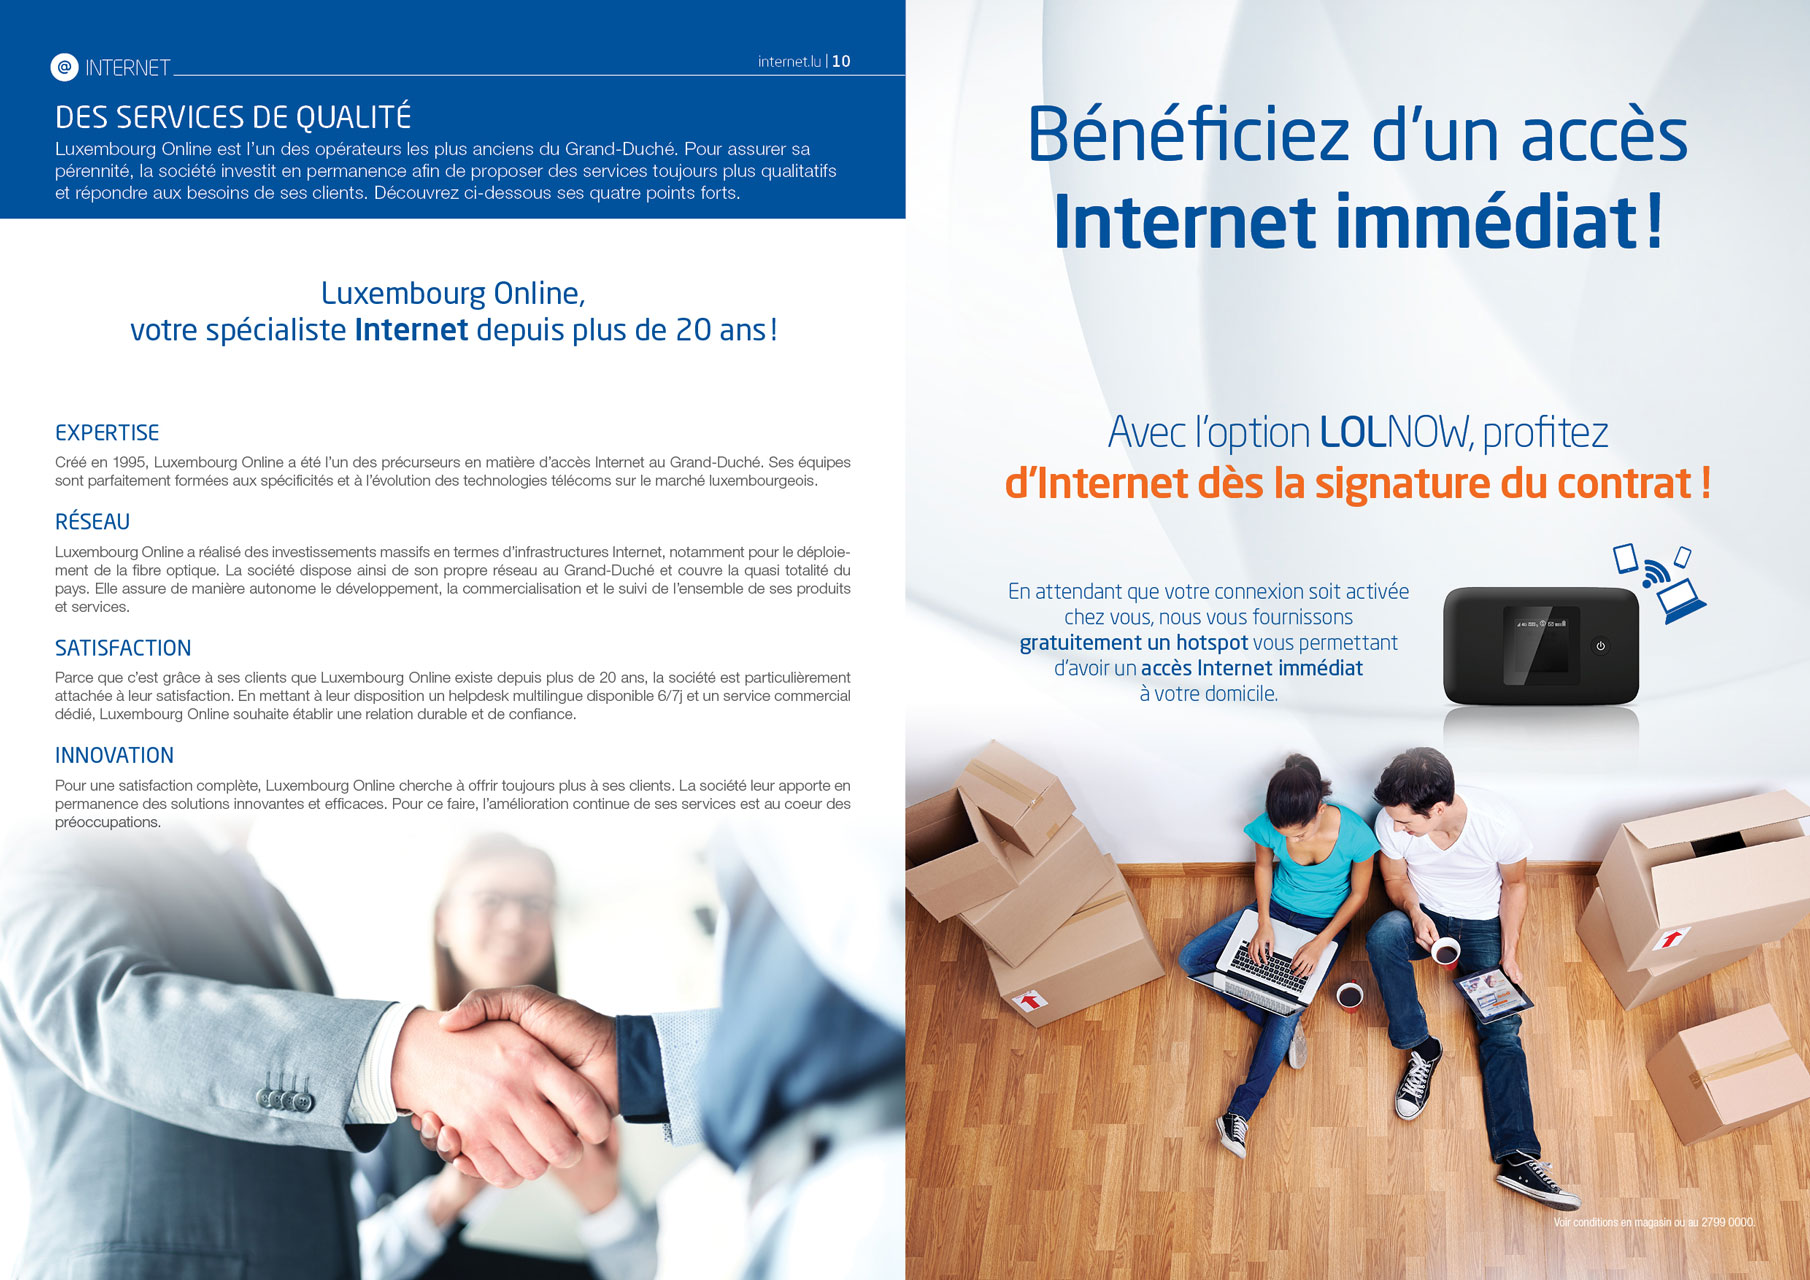 @ INTERNET
internet.lu | 10
DES SERVICES DE QUALITÉ
Luxembourg Online est l'un des opérateurs les plus anciens du Grand-Duché. Pour assurer sa
pérennité, la société investit en permanence afin de proposer des services toujours plus qualitatifs
et répondre aux besoins de ses clients. Découvrez ci-dessous ses quatre points forts.
Luxembourg Online,
votre spécialiste Internet depuis plus de 20 ans !
EXPERTISE
Créé en 1995, Luxembourg Online a été l'un des précurseurs en matière d'accès Internet au Grand-Duché. Ses équipes
sont parfaitement formées aux spécificités et à l'évolution des technologies télécoms sur le marché luxembourgeois.
RÉSEAU
Luxembourg Online a réalisé des investissements massifs en termes d'infrastructures Internet, notamment pour le déploie-
ment de la fibre optique. La société dispose ainsi de son propre réseau au Grand-Duché et couvre la quasi totalité du
pays. Elle assure de manière autonome le développement, la commercialisation et le suivi de l'ensemble de ses produits
et services.
SATISFACTION
Parce que c'est grâce à ses clients que Luxembourg Online existe depuis plus de 20 ans, la société est particulièrement
attachée à leur satisfaction. En mettant à leur disposition un helpdesk multilingue disponible 6/7j et un service commercial
dédié, Luxembourg Online souhaite établir une relation durable et de confiance.
INNOVATION
Pour une satisfaction complète, Luxembourg Online cherche à offrir toujours plus à ses clients. La société leur apporte en
permanence des solutions innovantes et efficaces. Pour ce faire, l'amélioration continue de ses services est au coeur des
préoccupations.
Bénéficiez d'un accès
Internet immédiat !
Avec l'option LOLNOW, profitez
d'Internet dès la signature du contrat !
En attendant que votre connexion soit activée
chez vous, nous vous fournissons
gratuitement un hotspot vous permettant
d'avoir un accès Internet immédiat
à votre domicile.
Voir conditions en magasin ou au 2799 0000.